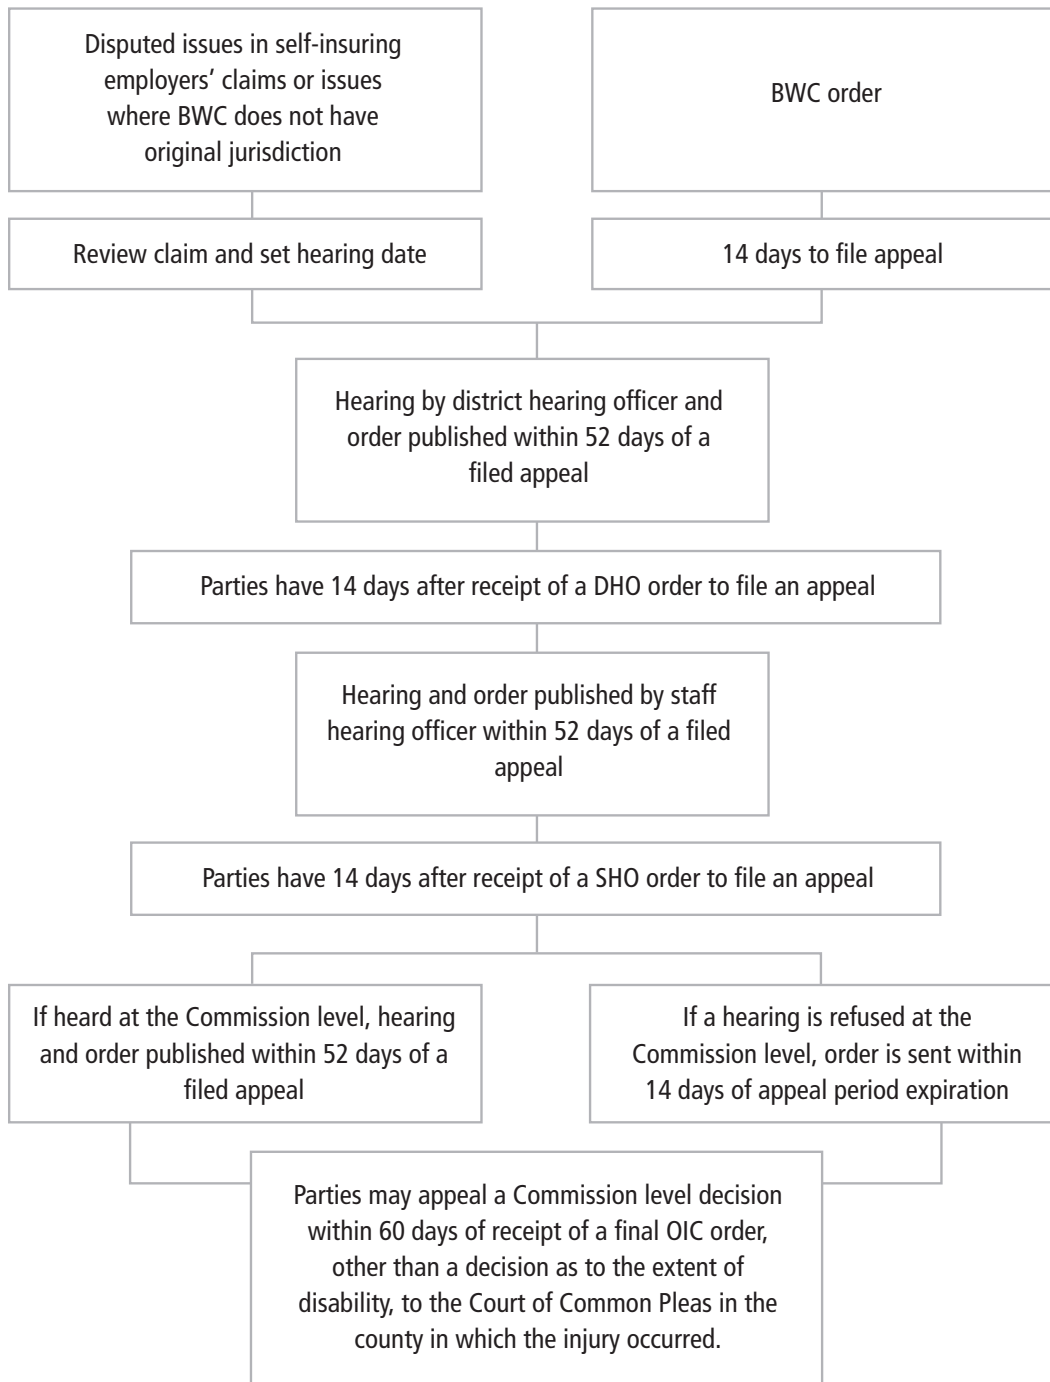 Disputed issues in self-insuring
employers’ claims or issues
where BWC does not have
original jurisdiction
BWC order
Review claim and set hearing date
14 days to file appeal
Hearing by district hearing officer and
order published within 52 days of a
filed appeal
Parties have 14 days after receipt of a DHO order to file an appeal
Hearing and order published by staff
hearing officer within 52 days of a filed
appeal
Parties have 14 days after receipt of a SHO order to file an appeal
If heard at the Commission level, hearing
and order published within 52 days of a
filed appeal
If a hearing is refused at the
Commission level, order is sent within
14 days of appeal period expiration
Parties may appeal a Commission level decision
within 60 days of receipt of a final OIC order,
other than a decision as to the extent of
disability, to the Court of Common Pleas in the
county in which the injury occurred.